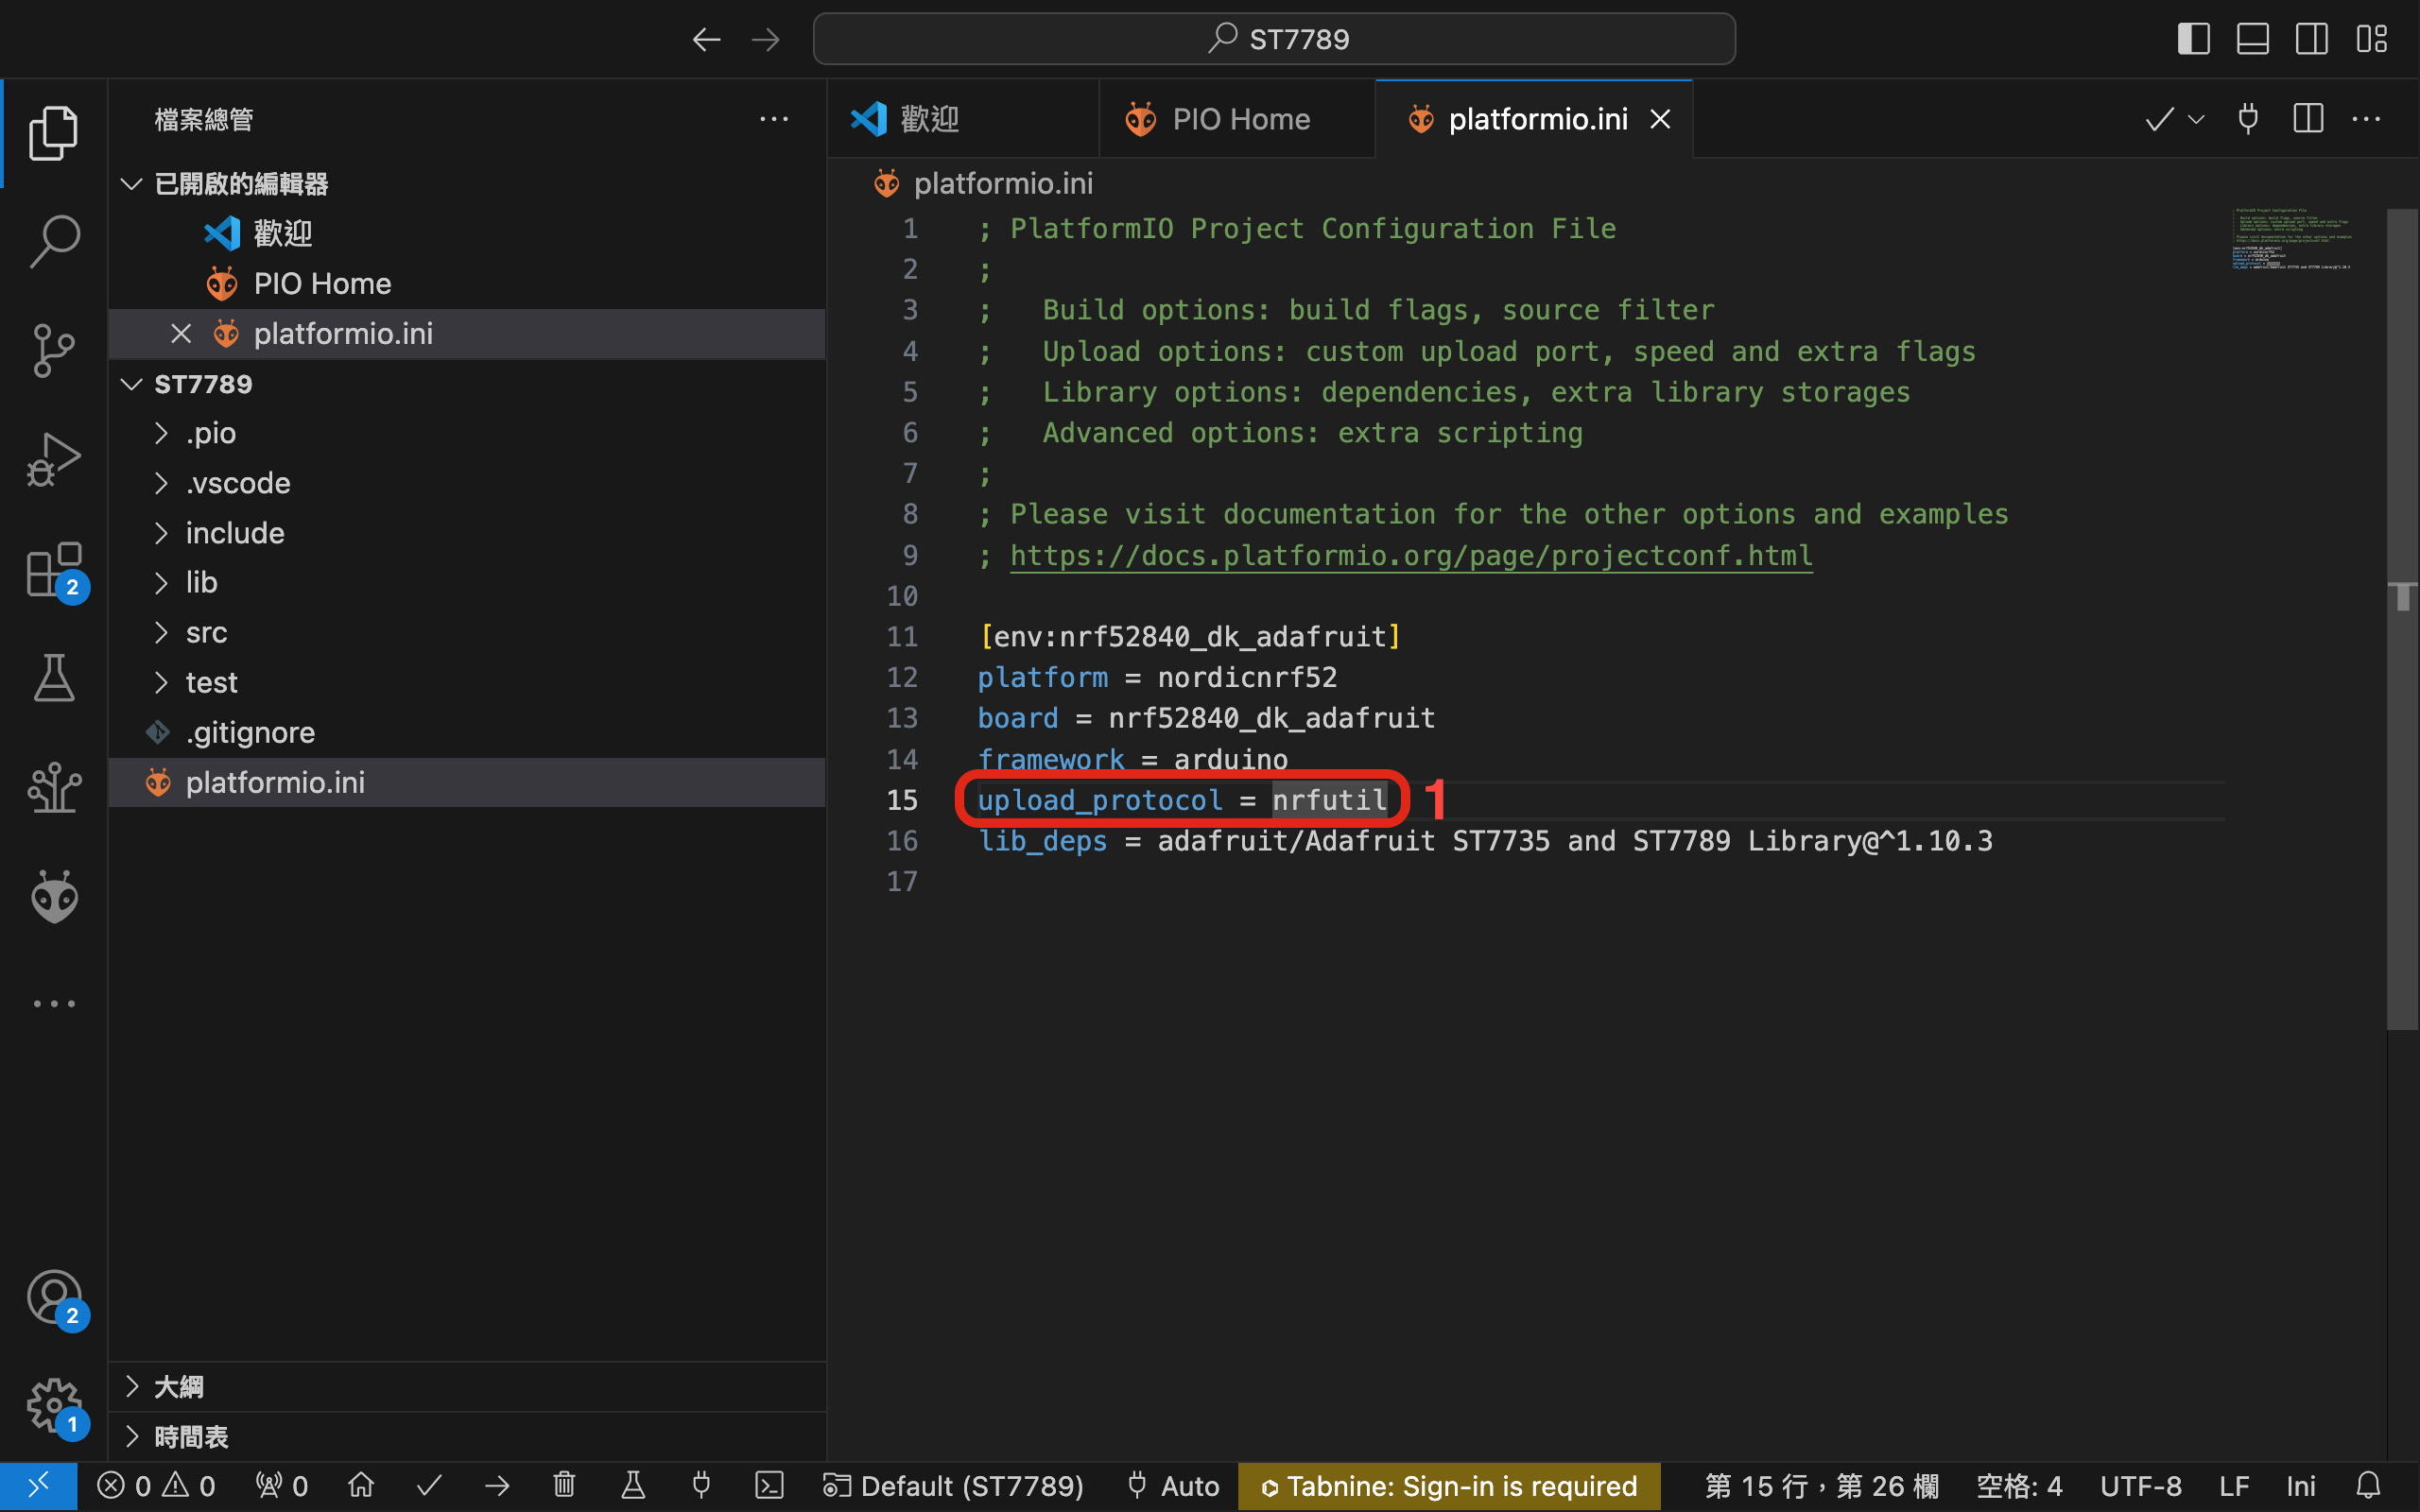 ST7789
檔案總管
已開啟的編輯器
歡迎
PIO Home
platformio.ini
ST7789
.pio
.vscode
include
lib
src
test
.gitignore
platformio.ini
大綱
時間表
2
2
1
歡迎
PIO Home
platformio.ini
platformio.ini
1 ; PlatformIO Project Configuration File
2 ;
3 ;   Build options: build flags, source filter
4 ;   Upload options: custom upload port, speed and extra flags
5 ;   Library options: dependencies, extra library storages
6 ;   Advanced options: extra scripting
7 ;
8 ; Please visit documentation for the other options and examples
9 ; https://docs.platformio.org/page/projectconf.html
10
11 [env:nrf52840_dk_adafruit]
12 platform = nordicnrf52
13 board = nrf52840_dk_adafruit
14 framework = arduino
15 upload_protocol = nrfutil 1
16 lib_deps = adafruit/Adafruit ST7735 and ST7789 Library@^1.10.3
17
0 0 0 Default (ST7789) Auto Tabnine: Sign-in is required 第 15 行，第 26 欄 空格: 4 UTF-8 LF Ini